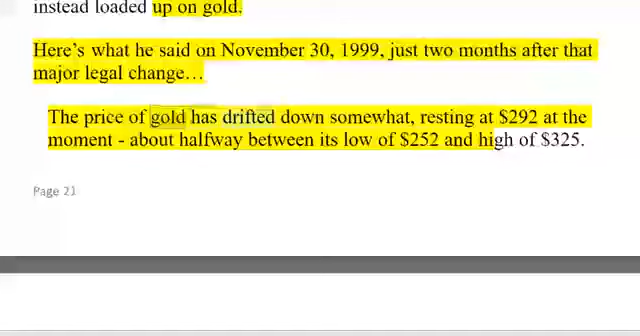 instead loaded up on gold.
Here's what he said on November 30, 1999, just two months after that
major legal change…
The price of gold has drifted down somewhat, resting at $292 at the
moment - about halfway between its low of $252 and high of $325.
Page 21